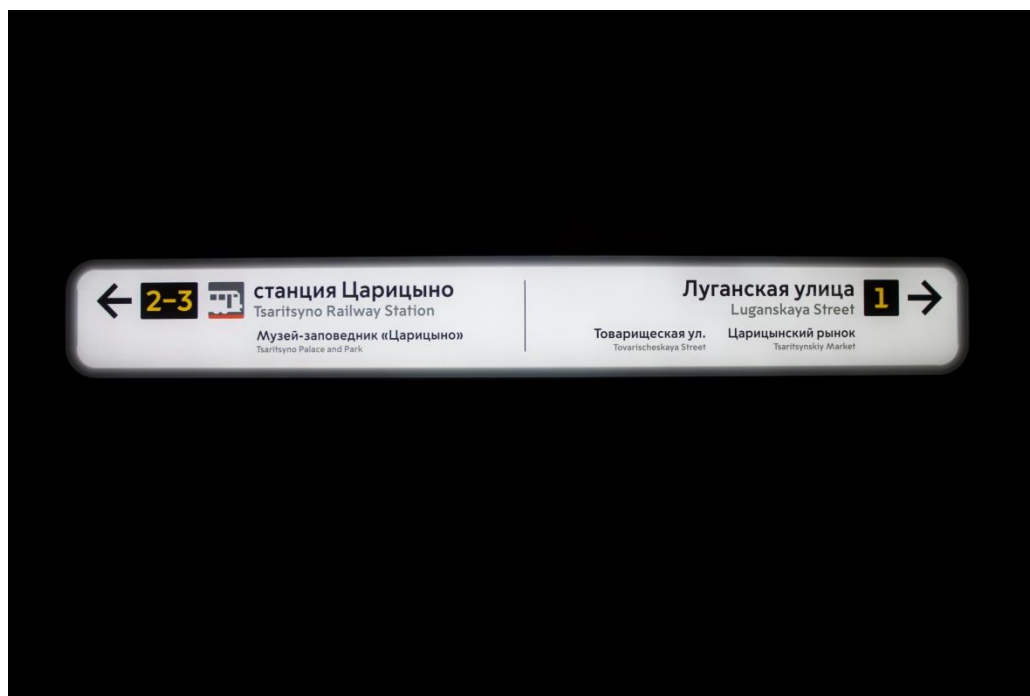 2-3
станция Царицыно
Tsaritsyno Railway Station
Музей-заповедник «Царицыно»
Tsaritsyno Palace and Park
Луганская улица 1
Luganskaya Street
Товарищеская ул. Царицынский рынок
Tovarischeskaya Street Tsaritsynskiy Market